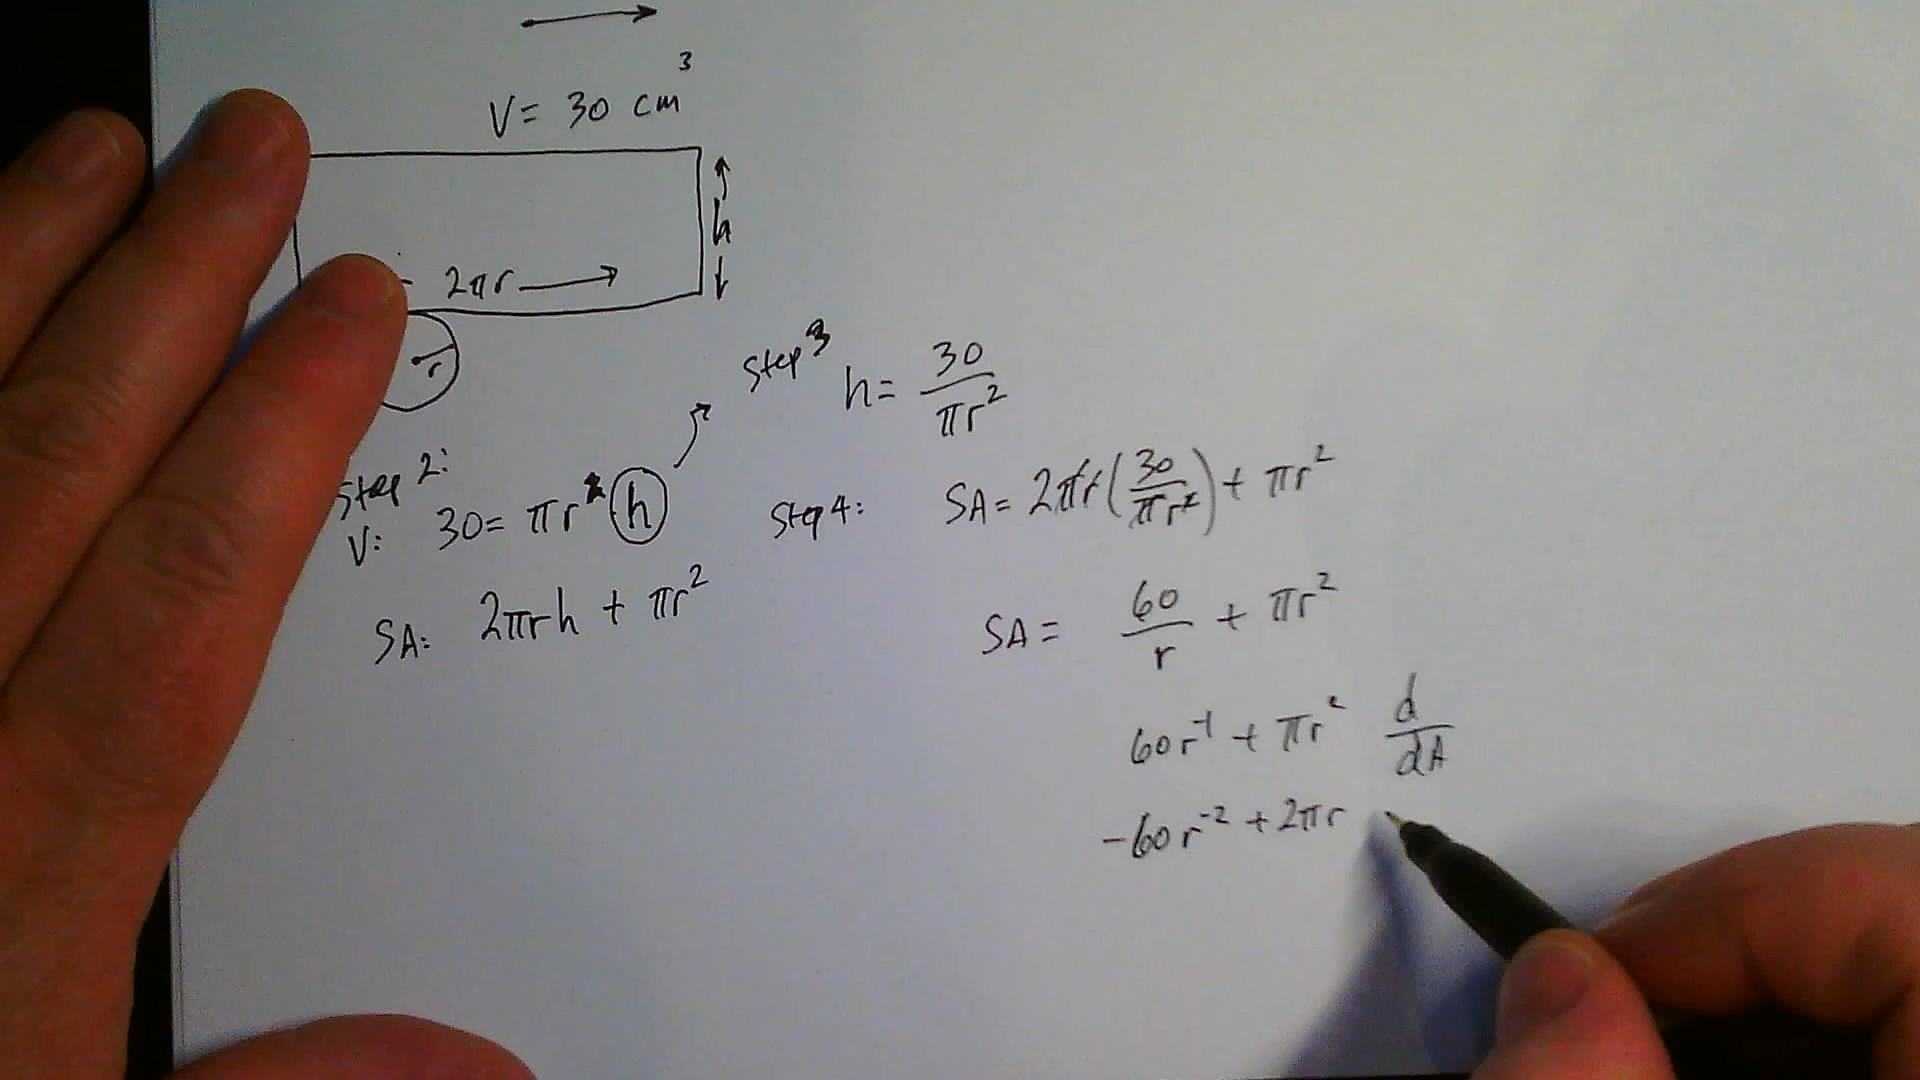 V= 30 cm³
h
2πr
r
Step 3
h= 30/πr²
Step 2:
V: 30= πr² h
Step 4: SA= 2πr(30/πr²)+ πr²
SA: 2πrh + πr²
SA= 60/r + πr²
60r⁻¹ + πr² d/dA
-60r⁻² + 2πr